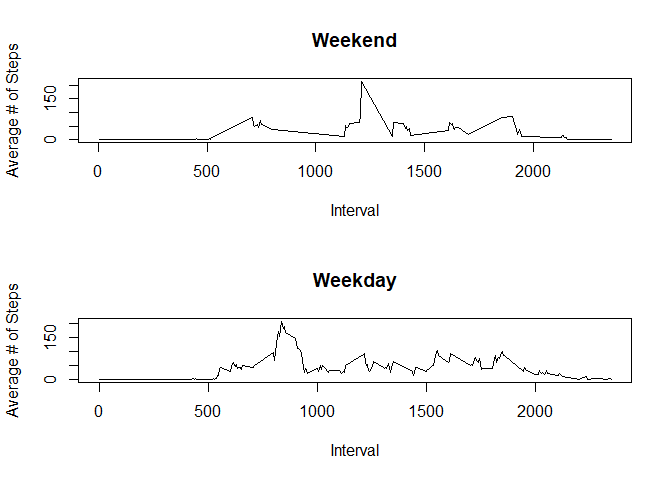 Weekend
Average # of Steps
150
0
0 500 1000 1500 2000
Interval
Weekday
Average # of Steps
150
0
0 500 1000 1500 2000
Interval